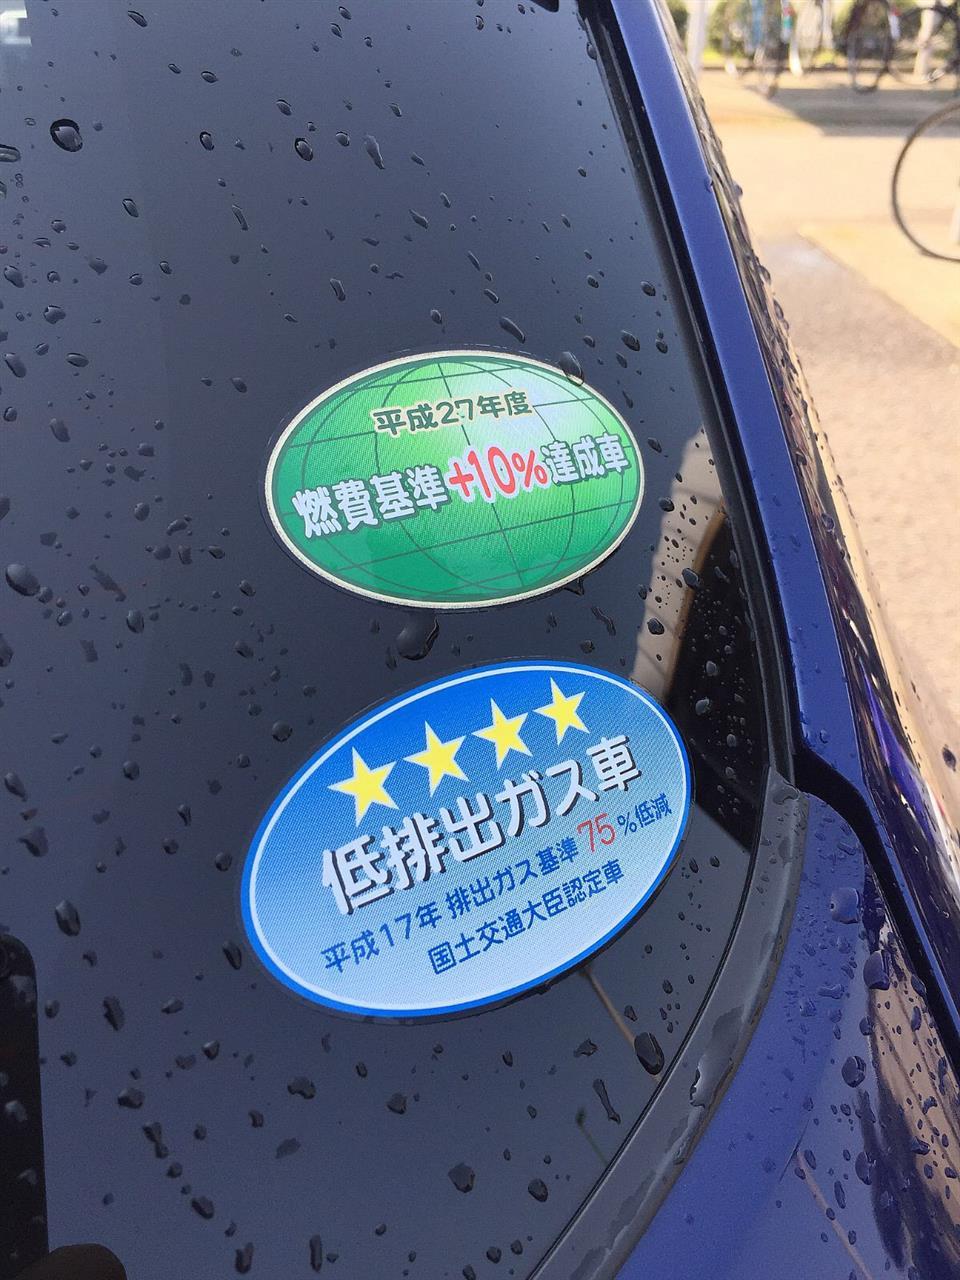 平成27年度
燃費基準+10%達成車
低排出ガス車
平成17年 排出ガス基準 75%低減
国土交通大臣認定車